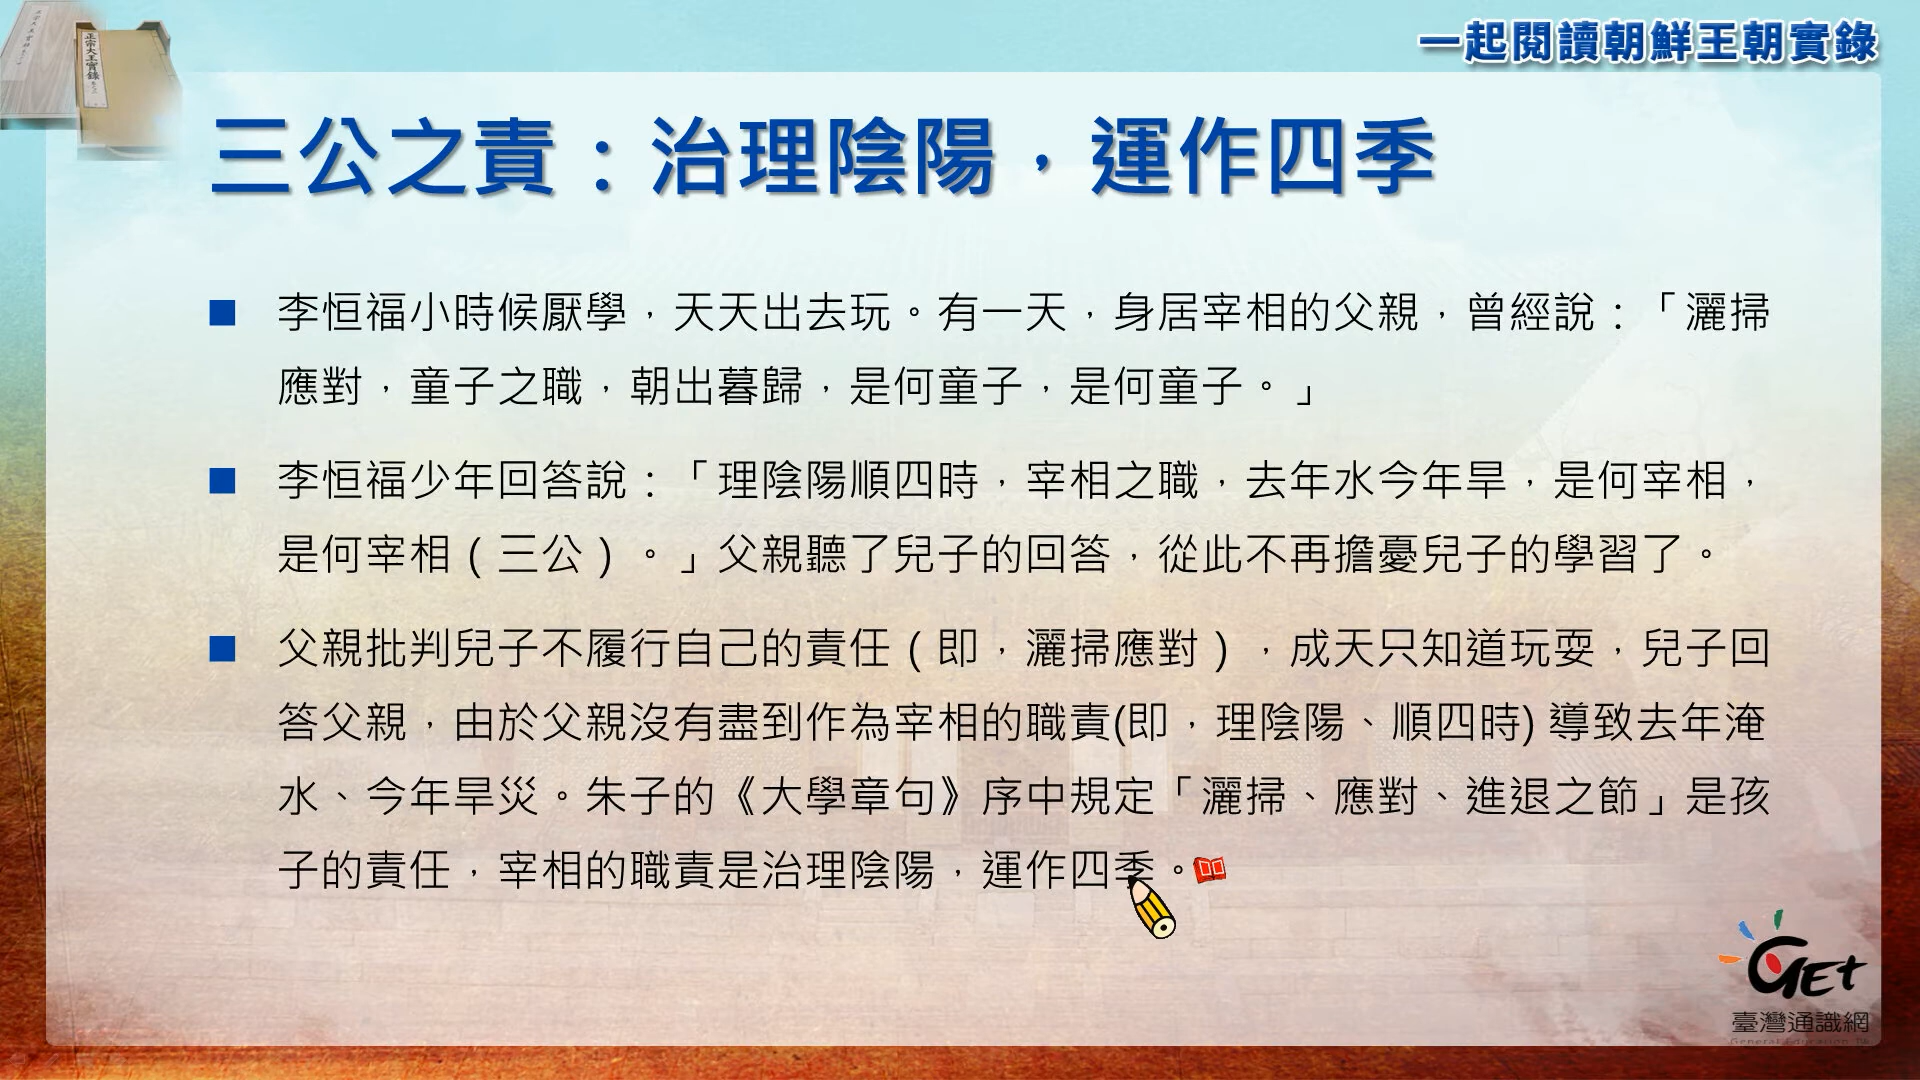 一起閱讀朝鮮王朝實錄
正宗大王實錄
三公之責：治理陰陽，運作四季
■ 李恒福小時候厭學，天天出去玩。有一天，身居宰相的父親，曾經說：「灑掃
應對，童子之職，朝出暮歸，是何童子，是何童子。」
■ 李恒福少年回答說：「理陰陽順四時，宰相之職，去年水今年旱，是何宰相，
是何宰相（三公）。」父親聽了兒子的回答，從此不再擔憂兒子的學習了。
■ 父親批判兒子不履行自己的責任（即，灑掃應對），成天只知道玩耍，兒子回
答父親，由於父親沒有盡到作為宰相的職責(即，理陰陽、順四時) 導致去年淹
水、今年旱災。朱子的《大學章句》序中規定「灑掃、應對、進退之節」是孩
子的責任，宰相的職責是治理陰陽，運作四季。
GET
臺灣通識網
General Education TW